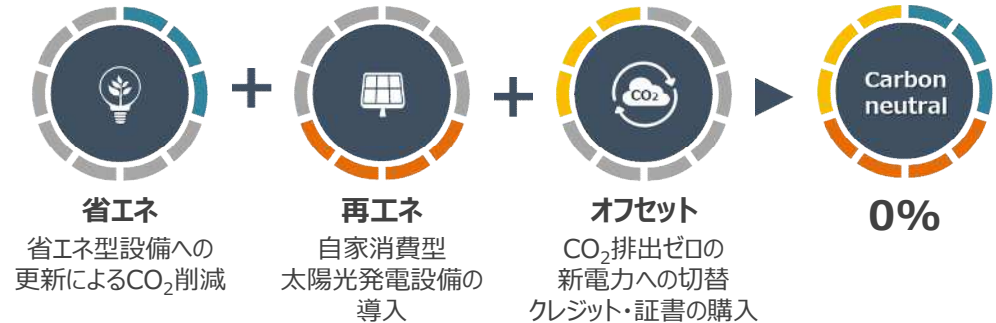 CO2
Carbon
neutral
省エネ
省エネ型設備への
更新によるCO2削減
再エネ
自家消費型
太陽光発電設備の
導入
オフセット
CO2排出ゼロの
新電力への切替
クレジット・証書の購入
0%